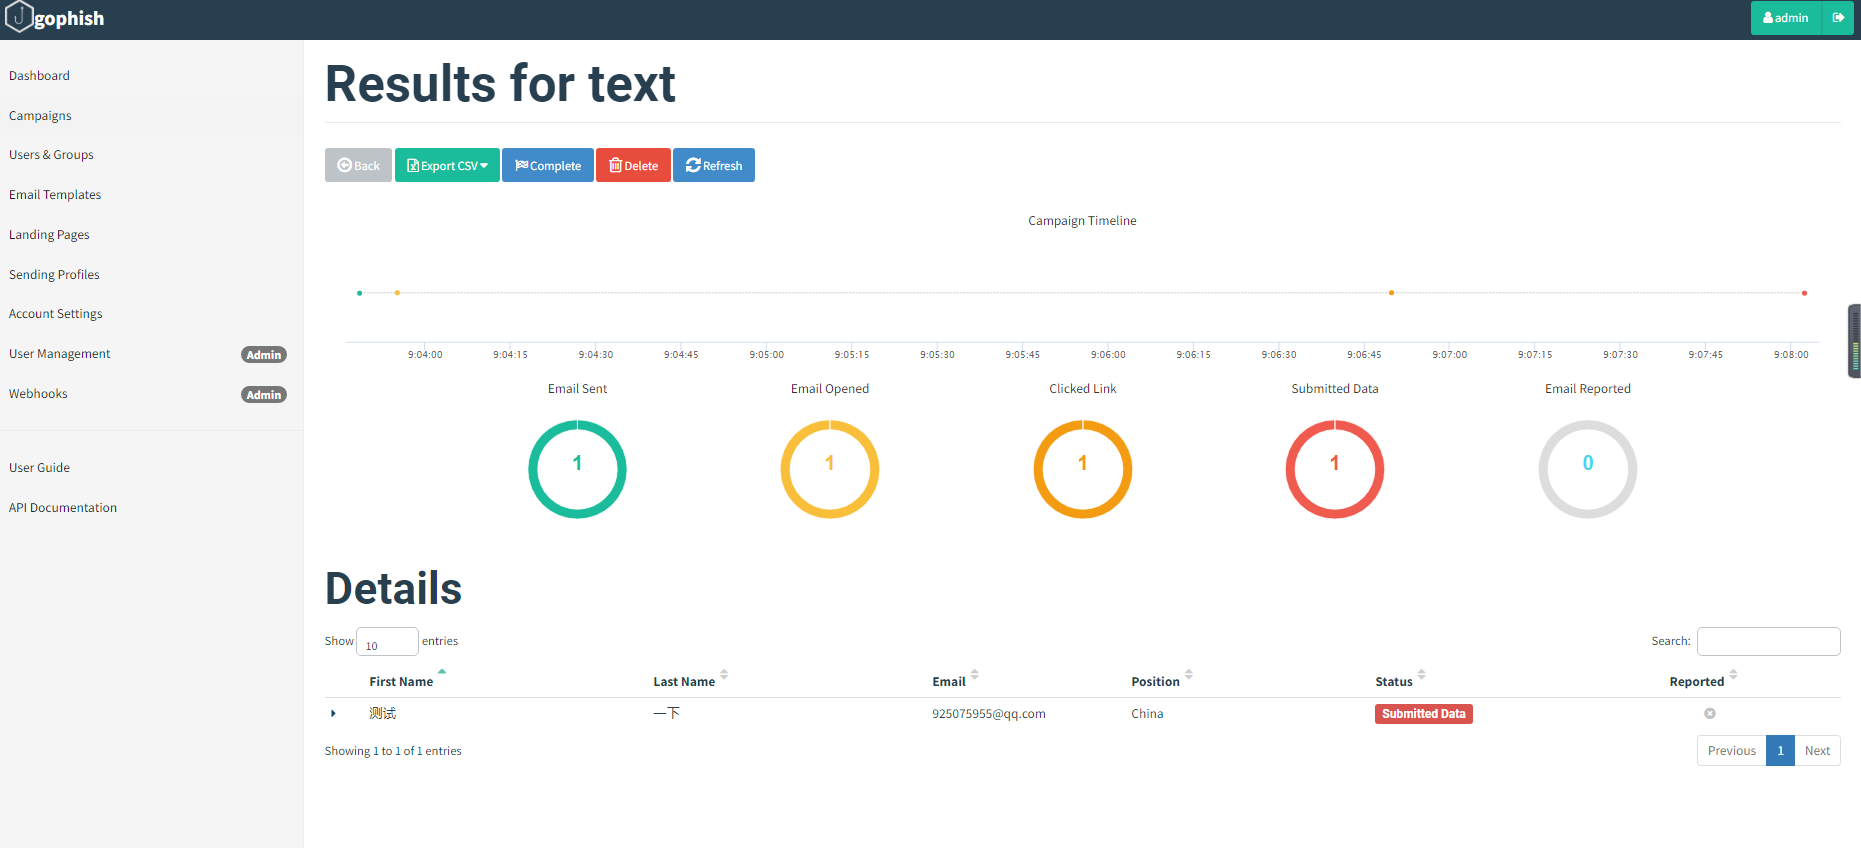 gophish
admin
Dashboard
Campaigns
Users & Groups
Email Templates
Landing Pages
Sending Profiles
Account Settings
User Management Admin
Webhooks Admin
User Guide
API Documentation
Results for text
Back Export CSV Complete Delete Refresh
Campaign Timeline
9:04:00 9:04:15 9:04:30 9:04:45 9:05:00 9:05:15 9:05:30 9:05:45 9:06:00 9:06:15 9:06:30 9:06:45 9:07:00 9:07:15 9:07:30 9:07:45 9:08:00
Email Sent Email Opened Clicked Link Submitted Data Email Reported
1 1 1 1 0
Details
Show 10 entries Search:
First Name Last Name Email Position Status Reported
测试 一下 925075955@qq.com China Submitted Data
Showing 1 to 1 of 1 entries Previous 1 Next